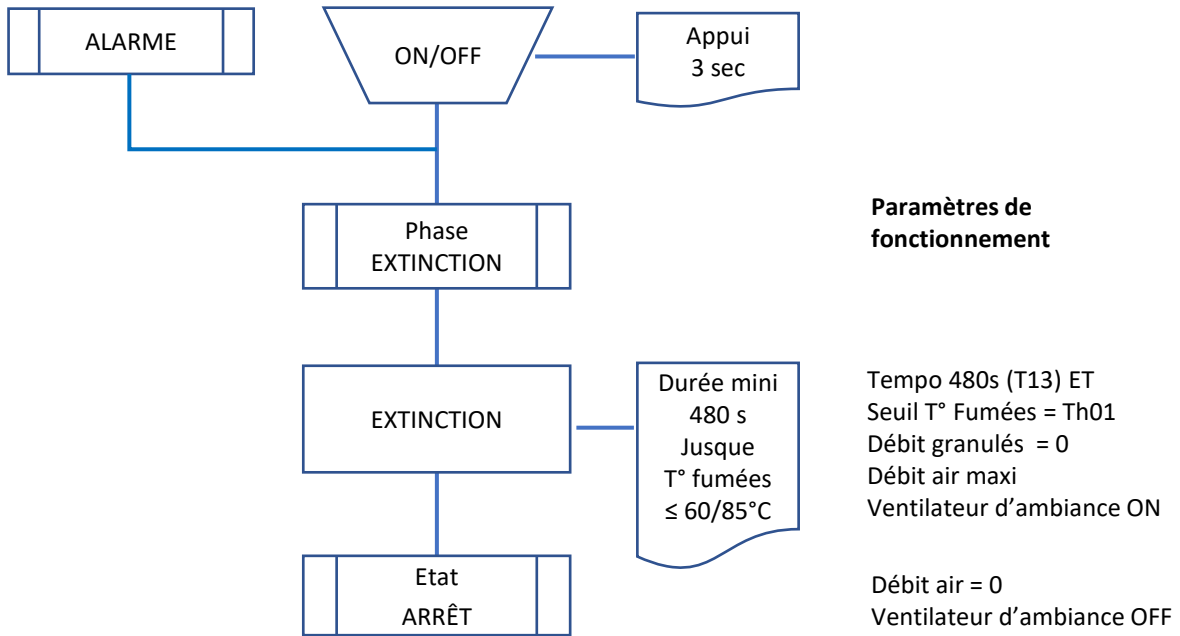 ALARME
ON/OFF
Appui
3 sec
Phase
EXTINCTION
Paramètres de
fonctionnement
EXTINCTION
Durée mini
480 s
Jusque
T° fumées
≤ 60/85°C
Tempo 480s (T13) ET
Seuil T° Fumées = Th01
Débit granulés = 0
Débit air maxi
Ventilateur d’ambiance ON
Etat
ARRÊT
Débit air = 0
Ventilateur d’ambiance OFF